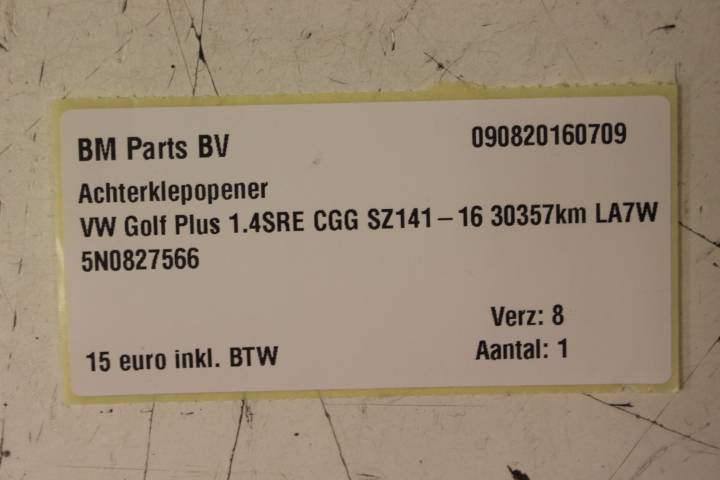 BM Parts BV 090820160709
Achterklepopener
VW Golf Plus 1.4SRE CGG SZ141-16 30357km LA7W
5N0827566
Verz: 8
15 euro inkl. BTW Aantal: 1